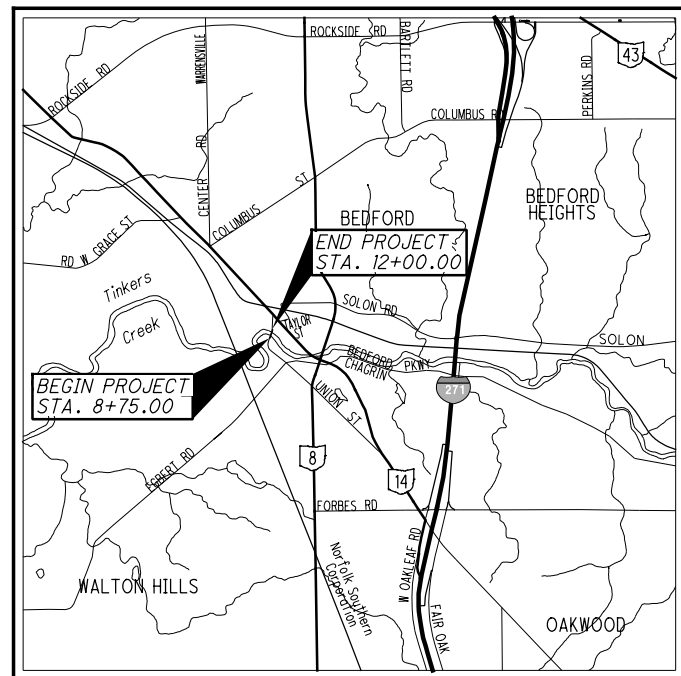 ROCKSIDE RD
BARTLETT RD
43
WARRENSVILLE
CENTER RD
ROCKSIDE RD
PERKINS RD
COLUMBUS RD
COLUMBUS ST
BEDFORD
BEDFORD
HEIGHTS
RD W GRACE ST
END PROJECT
STA. 12+00.00
Tinkers
Creek
SOLON RD
TAYLOR
ST
SOLON
BEDFORD
CHAGRIN
PKWY
BEGIN PROJECT
STA. 8+75.00
271
UNION ST
8
14
EGBERT RD
FORBES RD
W OAKLEAF RD
Norfolk Southern
Corporation
WALTON HILLS
FAIR OAK
OAKWOOD